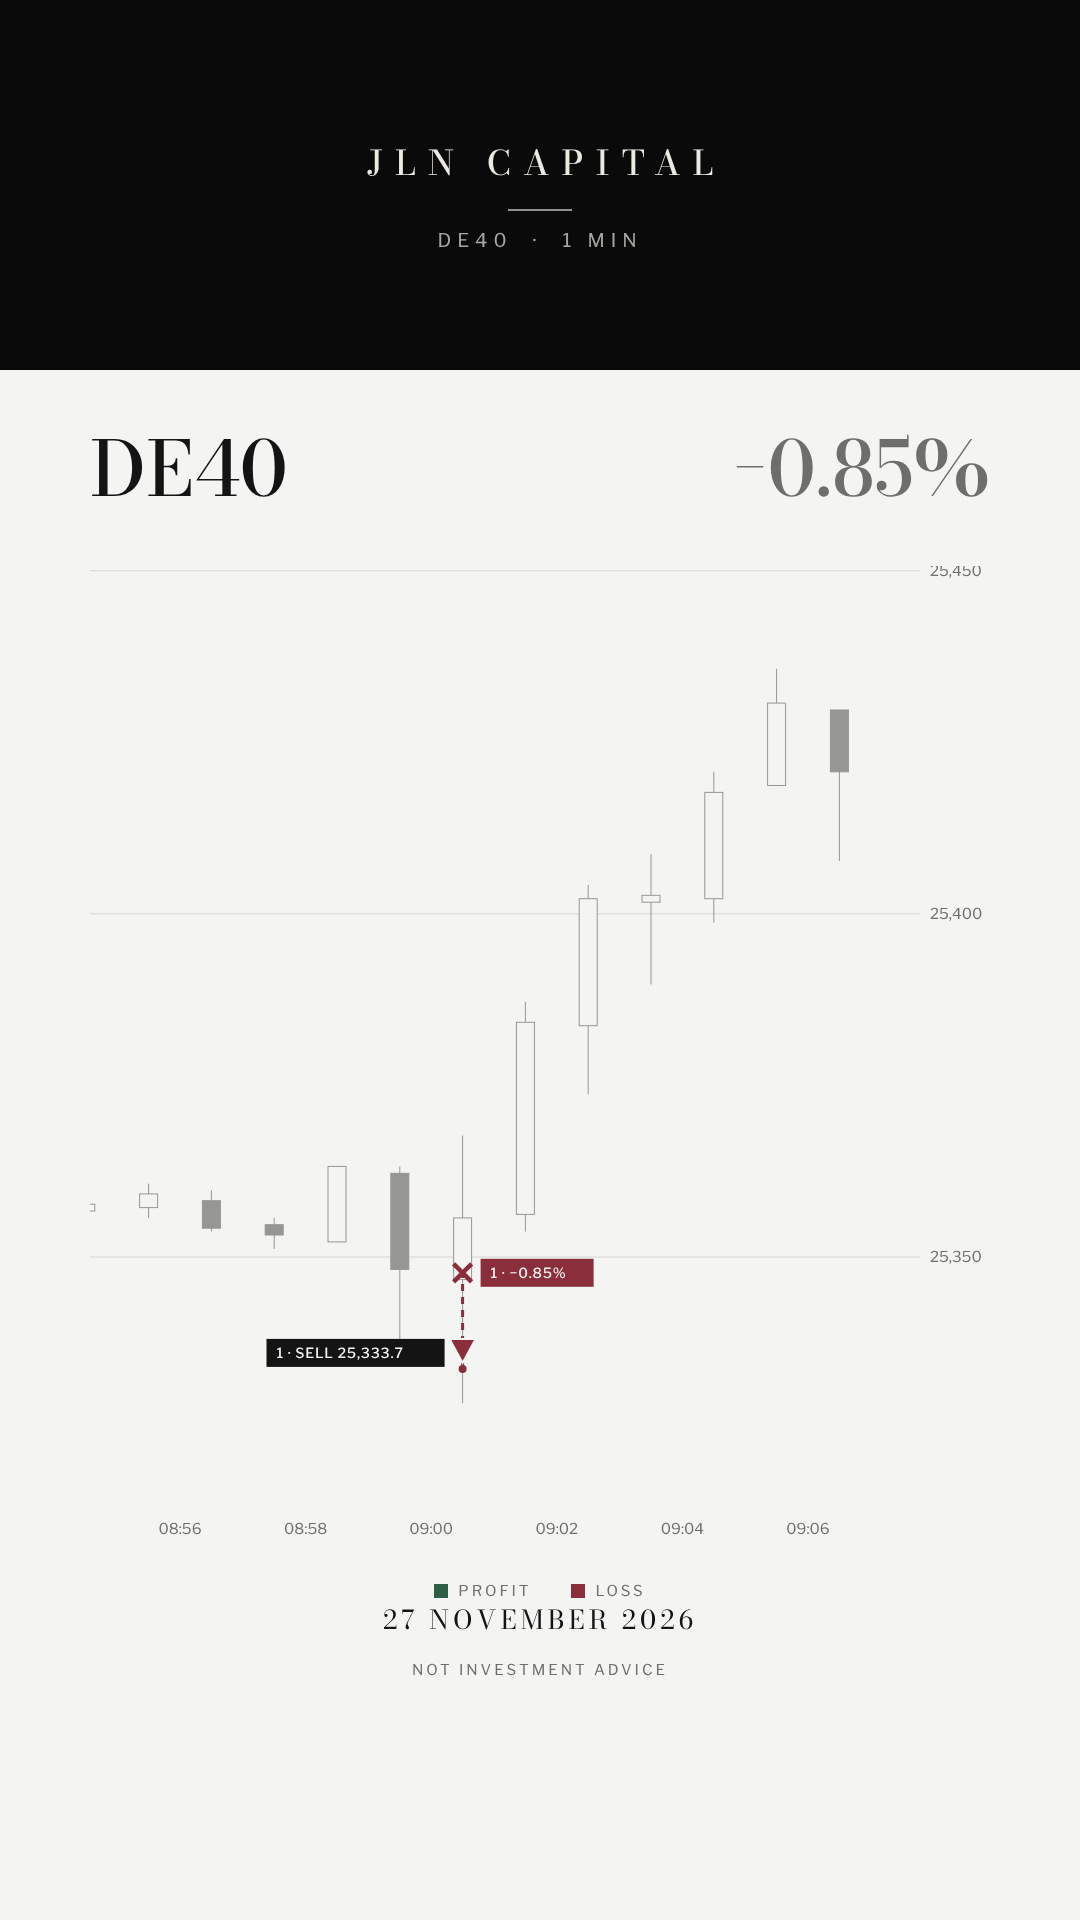 JLN CAPITAL
DE40 · 1 MIN
DE40
−0.85%
25,450
25,400
25,350
1 · −0.85%
1 · SELL 25,333.7
08:56 08:58 09:00 09:02 09:04 09:06
PROFIT LOSS
27 NOVEMBER 2026
NOT INVESTMENT ADVICE